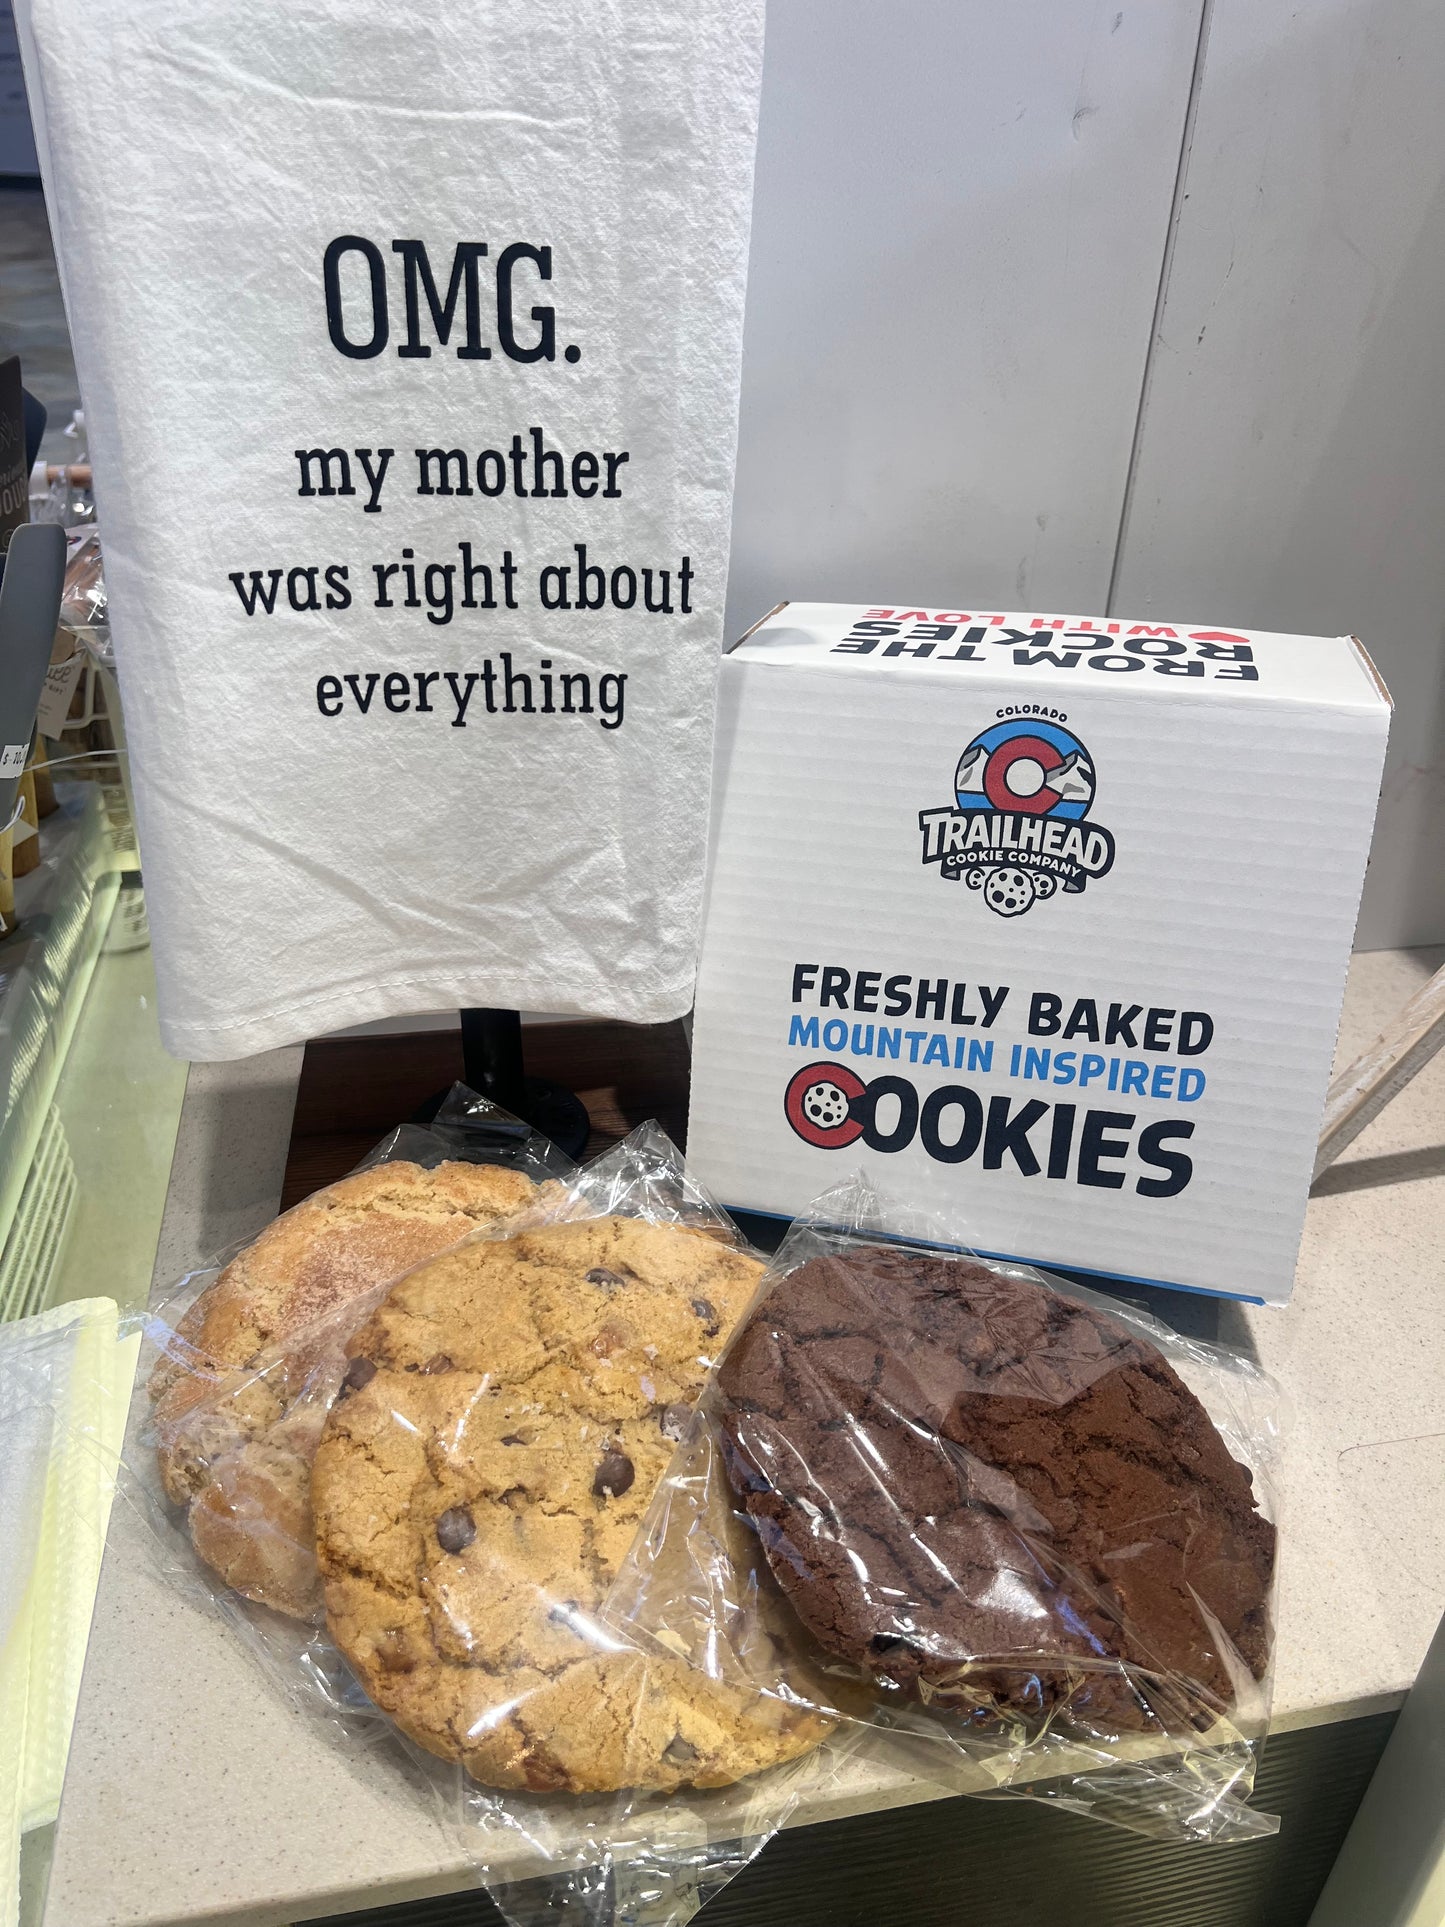 OMG.
my mother
was right about
everything
FROM THE
ROCKIES
WITH LOVE
COLORADO
TRAILHEAD
COOKIE COMPANY
FRESHLY BAKED
MOUNTAIN INSPIRED
COOKIES